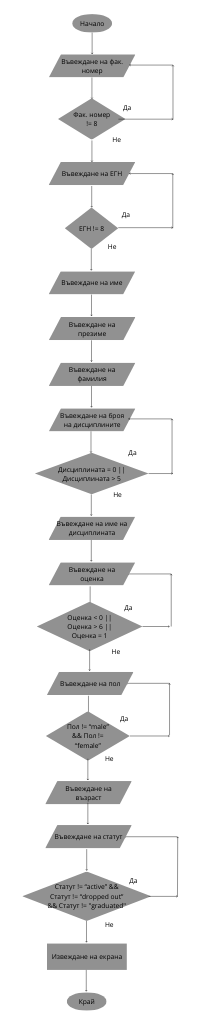 Начало
Въвеждане на фак.
номер
Да
Фак. номер
!= 8
Не
Въвеждане на ЕГН
Да
ЕГН != 8
Не
Въвеждане на име
Въвеждане на
презиме
Въвеждане на
фамилия
Въвеждане на броя
на дисциплините
Да
Дисциплината = 0 ||
Дисциплината > 5
Не
Въвеждане на име на
дисциплината
Въвеждане на
оценка
Да
Оценка < 0 ||
Оценка > 6 ||
Оценка = 1
Не
Въвеждане на пол
Да
Пол != "male"
&& Пол !=
"female"
Не
Въвеждане на
възраст
Въвеждане на статут
Да
Статут != "active" &&
Статут != "dropped out"
&& Статут != "graduated"
Не
Извеждане на екрана
Край